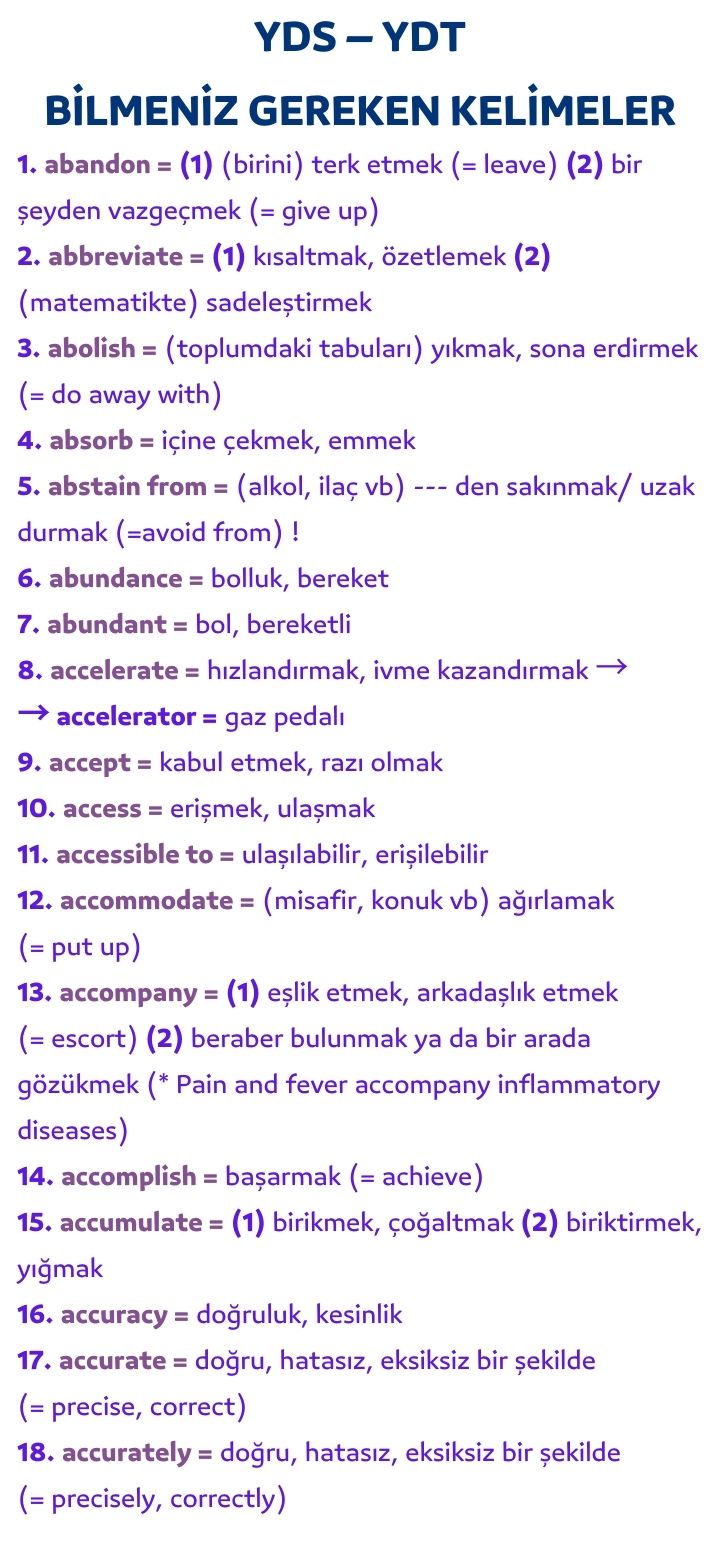 YDS – YDT
BİLMENİZ GEREKEN KELİMELER
1. abandon = (1) (birini) terk etmek (= leave) (2) bir
şeyden vazgeçmek (= give up)
2. abbreviate = (1) kısaltmak, özetlemek (2)
(matematikte) sadeleştirmek
3. abolish = (toplumdaki tabuları) yıkmak, sona erdirmek
(= do away with)
4. absorb = içine çekmek, emmek
5. abstain from = (alkol, ilaç vb) --- den sakınmak/ uzak
durmak (=avoid from) !
6. abundance = bolluk, bereket
7. abundant = bol, bereketli
8. accelerate = hızlandırmak, ivme kazandırmak →
→ accelerator = gaz pedalı
9. accept = kabul etmek, razı olmak
10. access = erişmek, ulaşmak
11. accessible to = ulaşılabilir, erişilebilir
12. accommodate = (misafir, konuk vb) ağırlamak
(= put up)
13. accompany = (1) eşlik etmek, arkadaşlık etmek
(= escort) (2) beraber bulunmak ya da bir arada
gözükmek (* Pain and fever accompany inflammatory
diseases)
14. accomplish = başarmak (= achieve)
15. accumulate = (1) birikmek, çoğaltmak (2) biriktirmek,
yığmak
16. accuracy = doğruluk, kesinlik
17. accurate = doğru, hatasız, eksiksiz bir şekilde
(= precise, correct)
18. accurately = doğru, hatasız, eksiksiz bir şekilde
(= precisely, correctly)